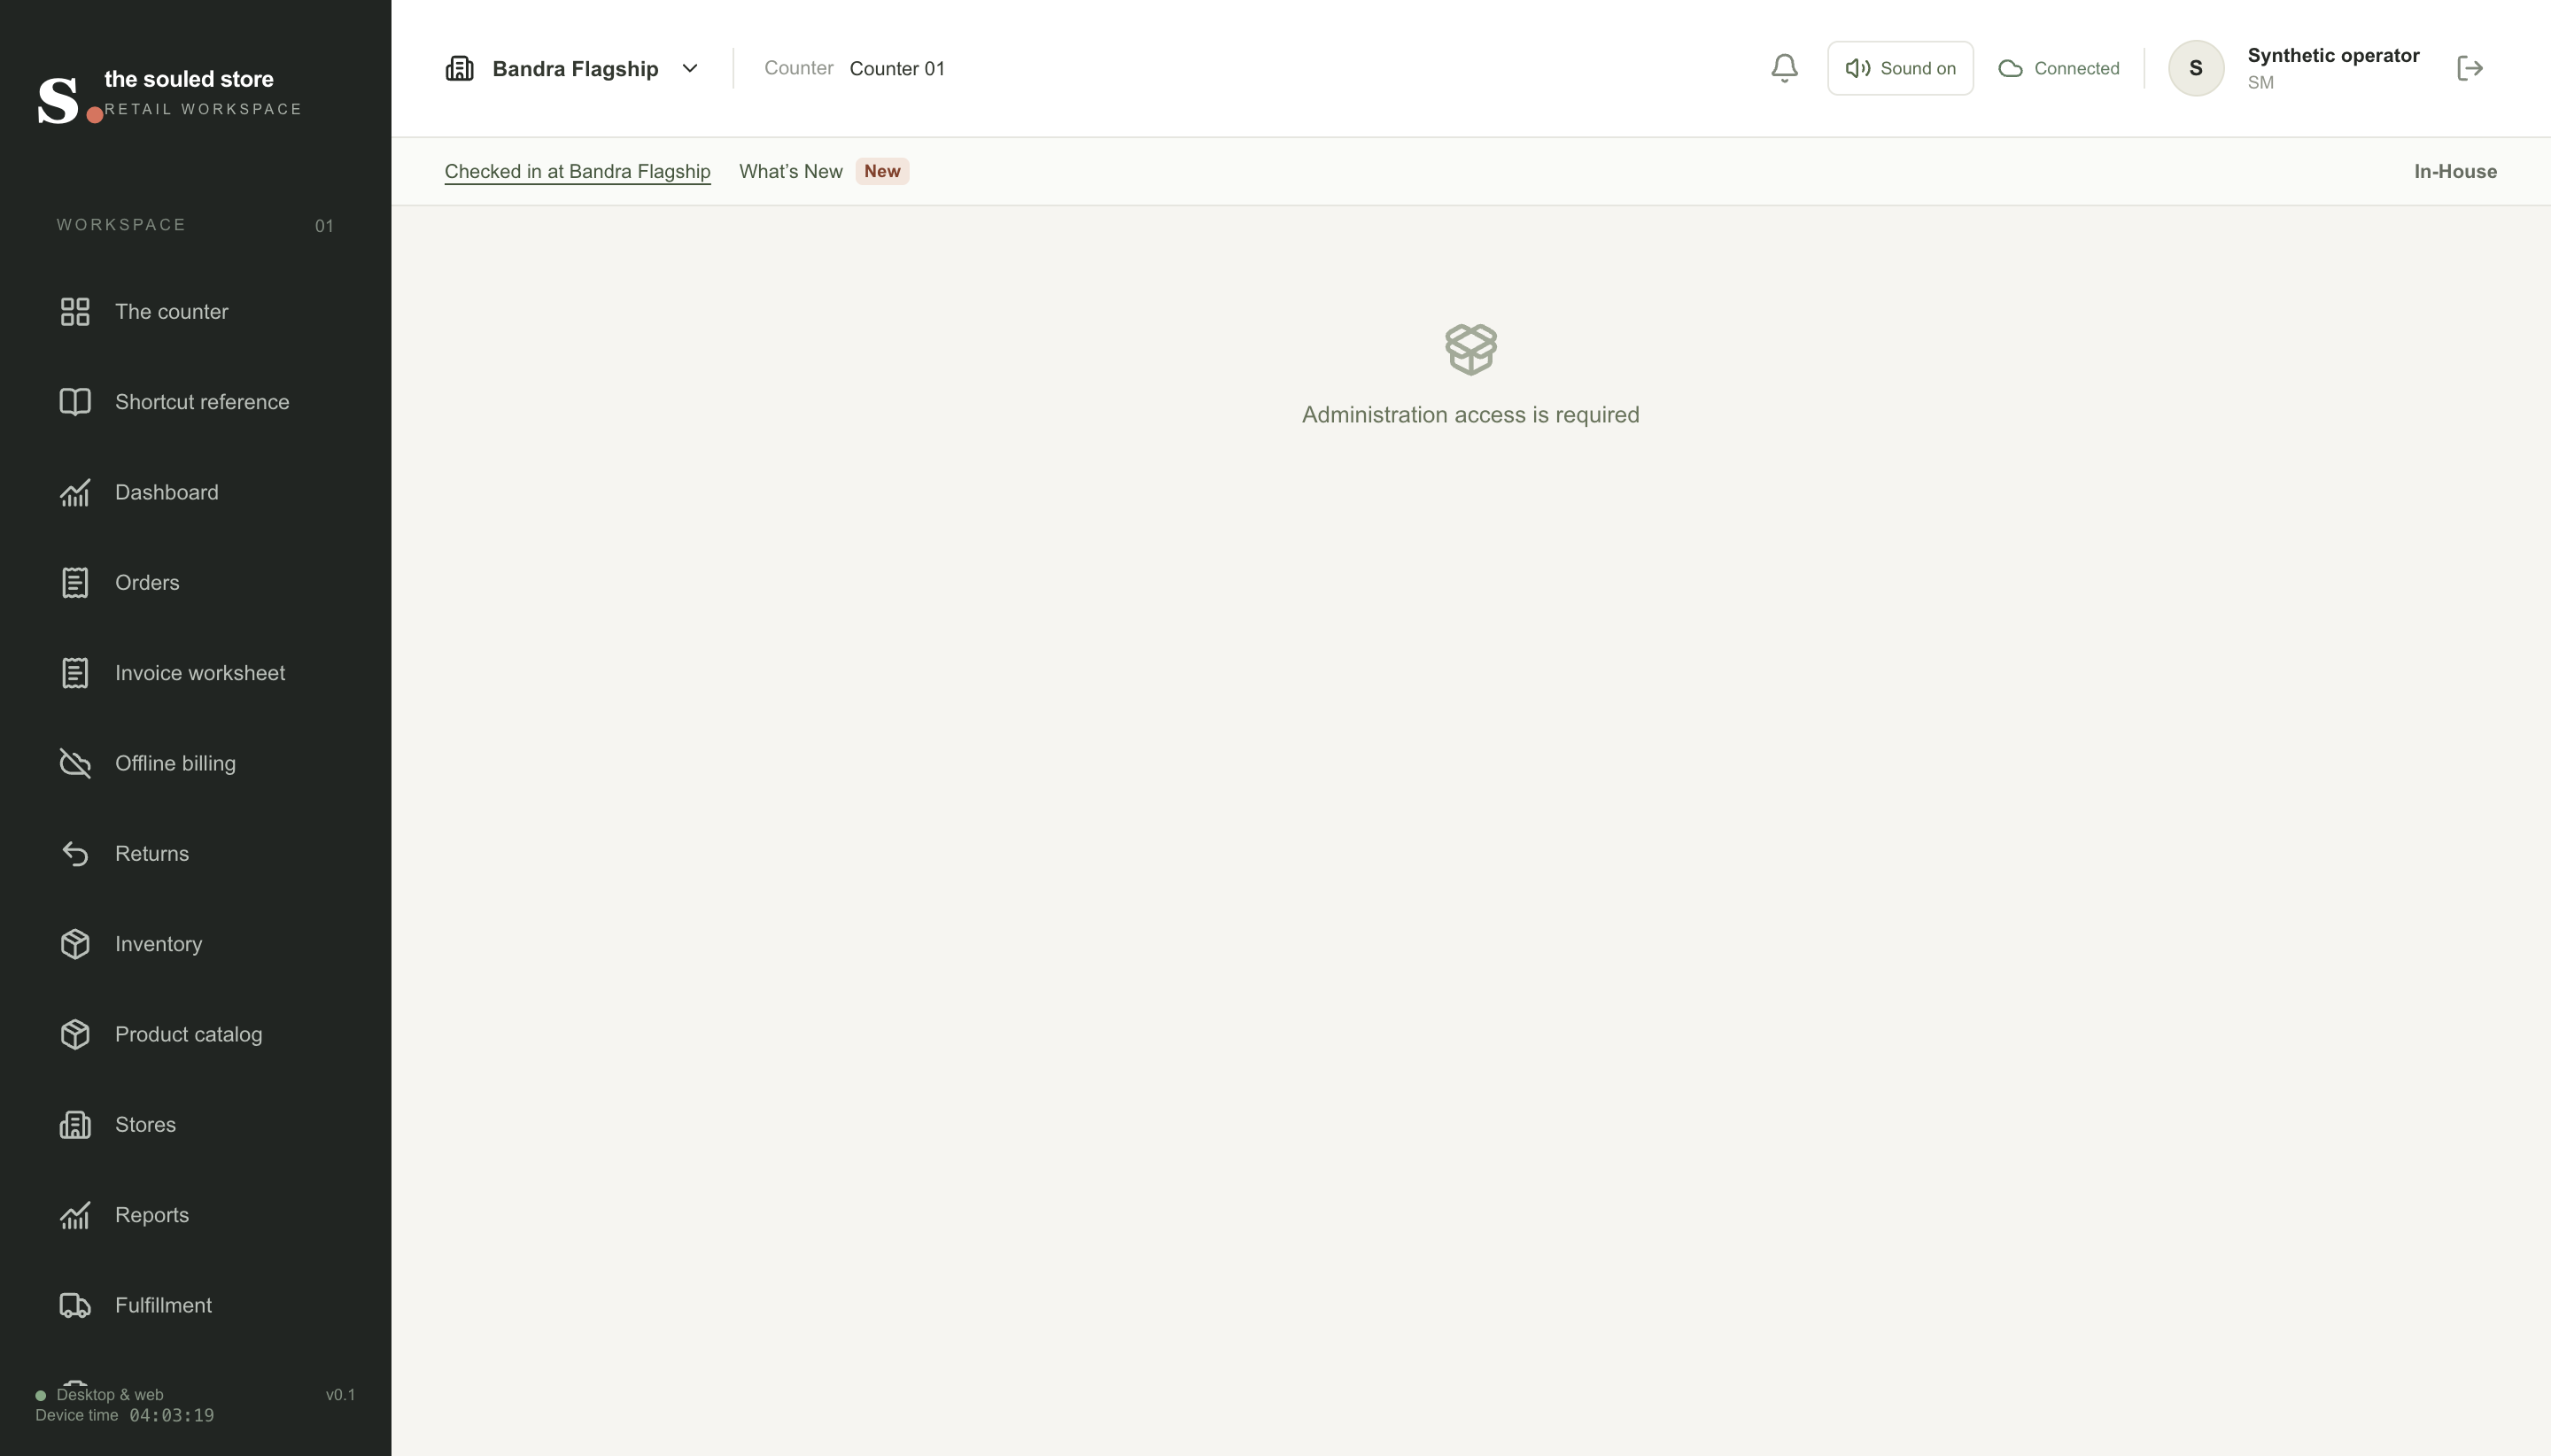 S.
the souled store
RETAIL WORKSPACE
WORKSPACE 01
The counter
Shortcut reference
Dashboard
Orders
Invoice worksheet
Offline billing
Returns
Inventory
Product catalog
Stores
Reports
Fulfillment
Desktop & web v0.1
Device time 04:03:19
Bandra Flagship Counter Counter 01
Sound on Connected S Synthetic operator
SM
Checked in at Bandra Flagship What's New New In-House
Administration access is required